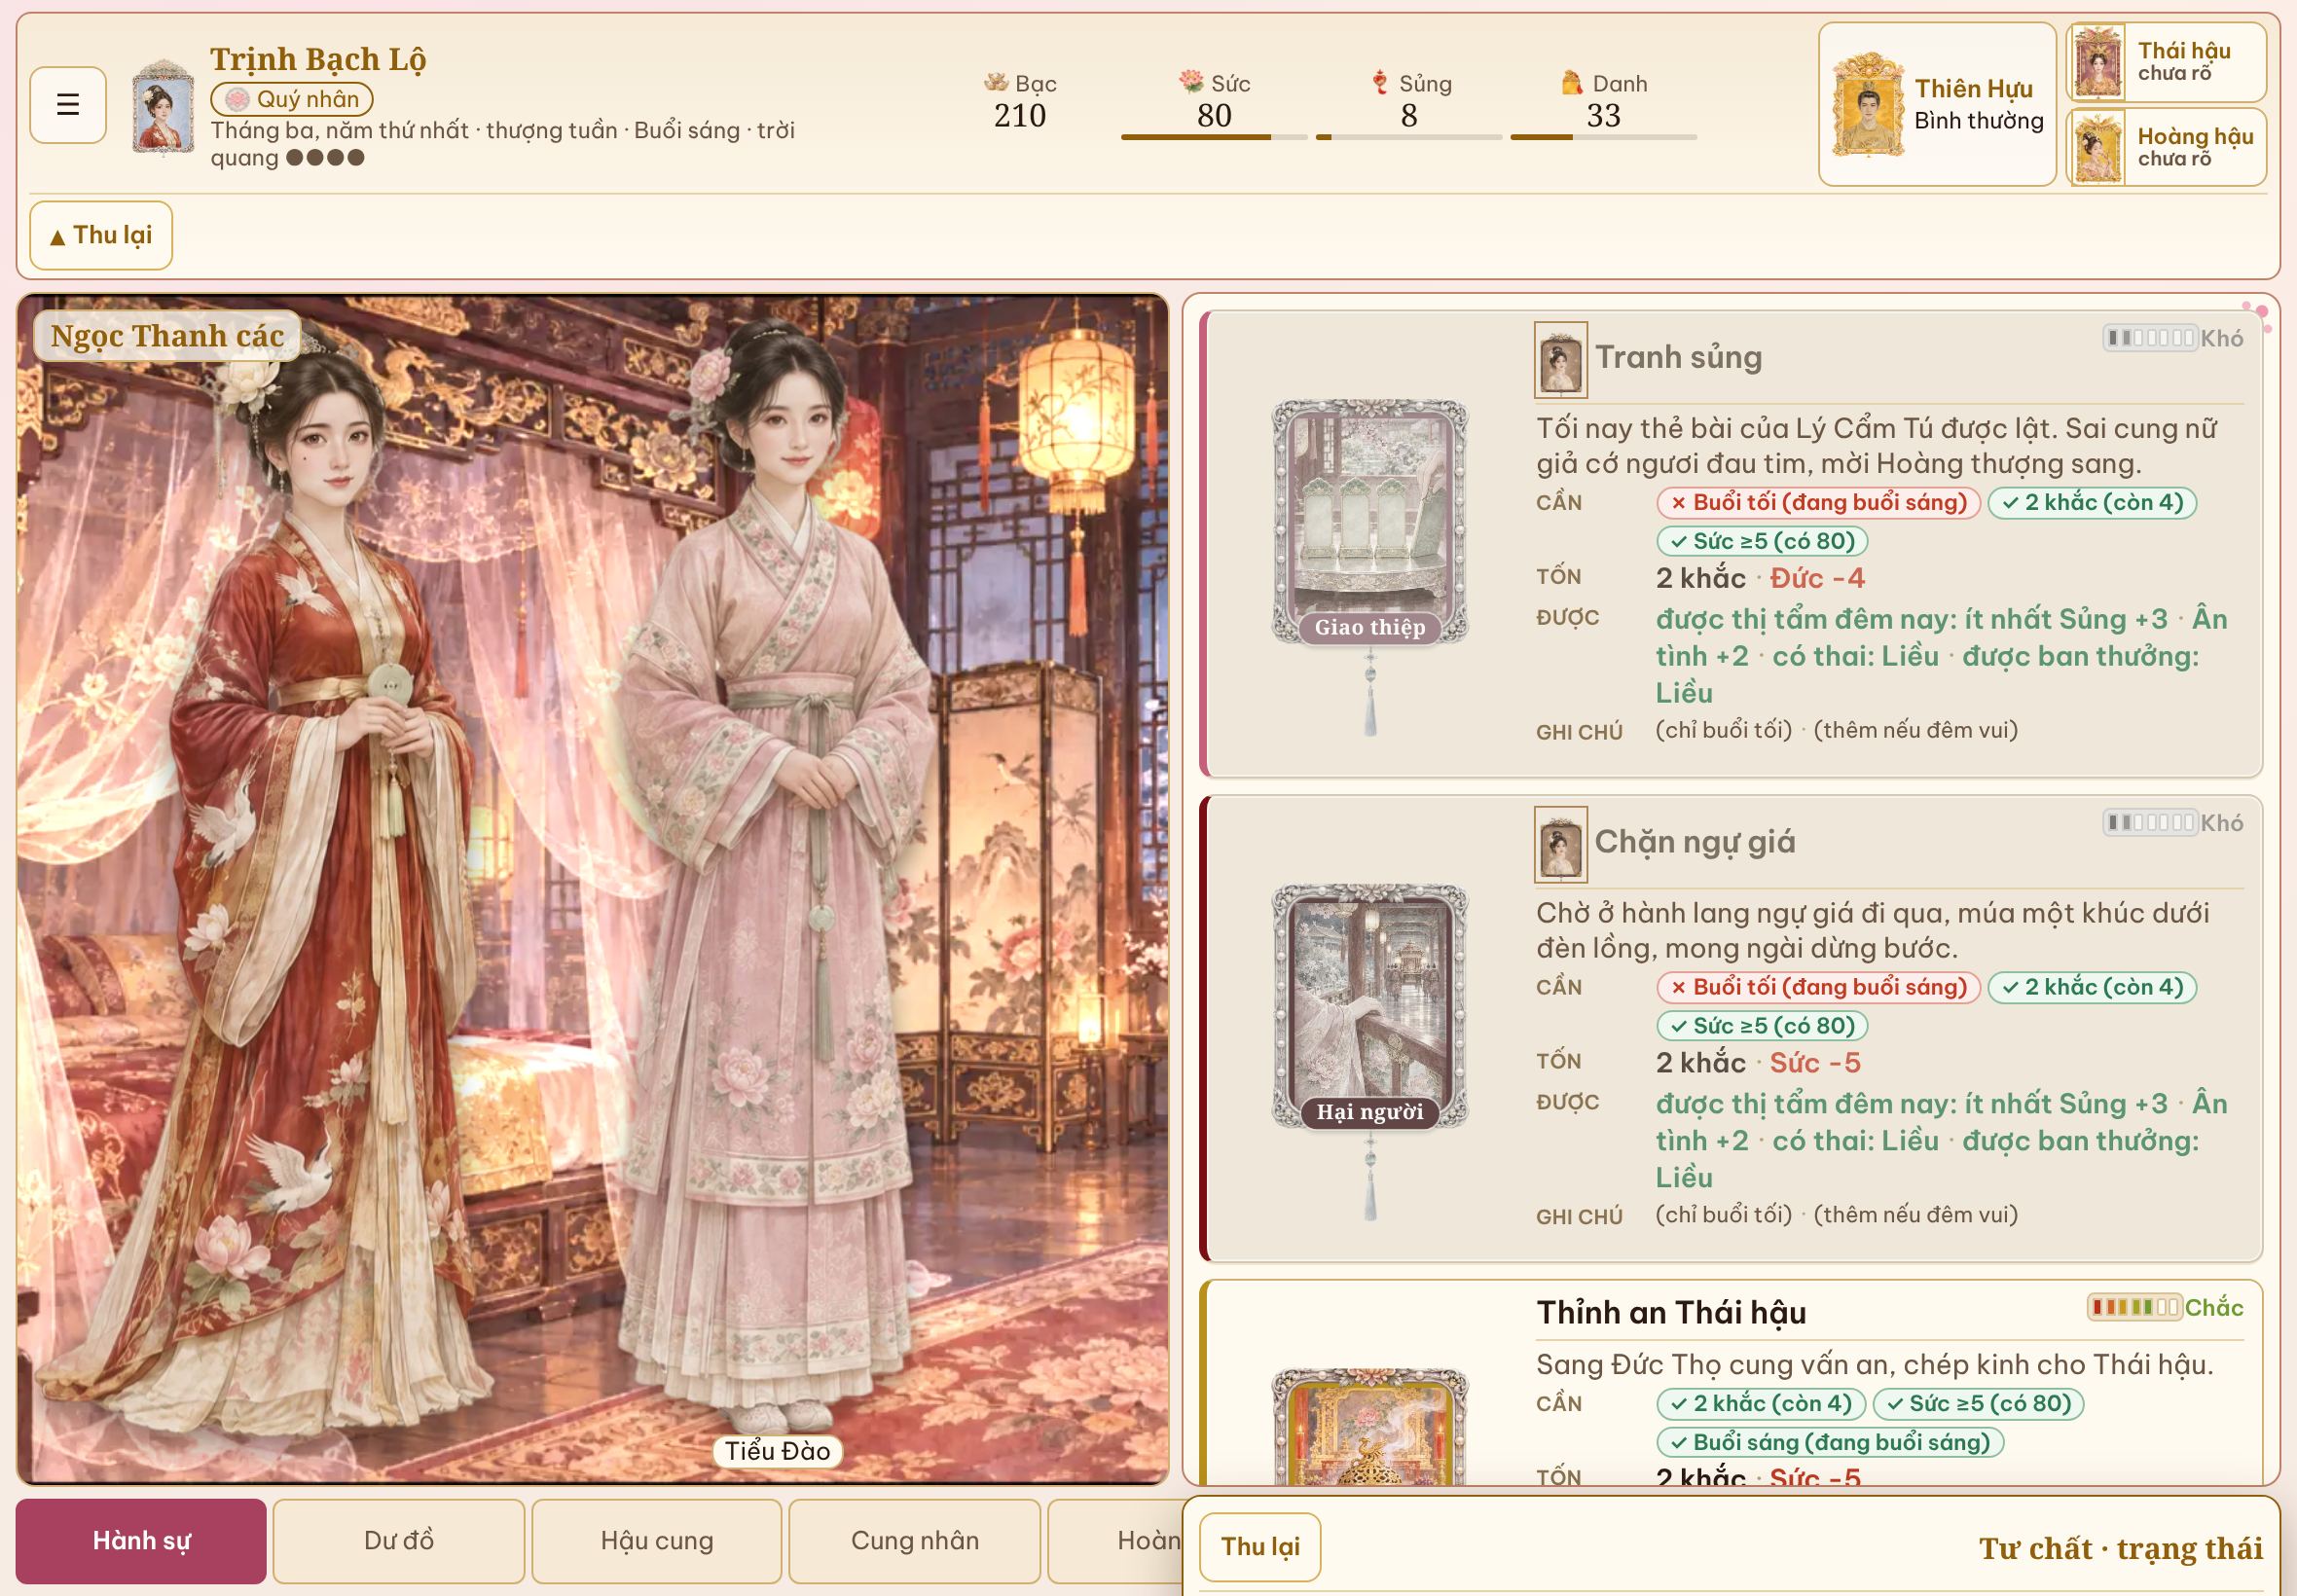 ☰
Trịnh Bạch Lộ
Quý nhân
Tháng ba, năm thứ nhất · thượng tuần · Buổi sáng · trời
quang ●●●●
Bạc
210
Sức
80
Sủng
8
Danh
33
Thiên Hựu
Bình thường
Thái hậu
chưa rõ
Hoàng hậu
chưa rõ
▲ Thu lại
Ngọc Thanh các
Tiểu Đào
Tranh sủng
Khó
Tối nay thẻ bài của Lý Cẩm Tú được lật. Sai cung nữ
giả cớ ngươi đau tim, mời Hoàng thượng sang.
CẦN
✕ Buổi tối (đang buổi sáng)
✓ 2 khắc (còn 4)
✓ Sức ≥5 (có 80)
TỐN
2 khắc · Đức -4
ĐƯỢC
được thị tẩm đêm nay: ít nhất Sủng +3 · Ân
tình +2 · có thai: Liều · được ban thưởng:
Liều
GHI CHÚ
(chỉ buổi tối) · (thêm nếu đêm vui)
Giao thiệp
Chặn ngự giá
Khó
Chờ ở hành lang ngự giá đi qua, múa một khúc dưới
đèn lồng, mong ngài dừng bước.
CẦN
✕ Buổi tối (đang buổi sáng)
✓ 2 khắc (còn 4)
✓ Sức ≥5 (có 80)
TỐN
2 khắc · Sức -5
ĐƯỢC
được thị tẩm đêm nay: ít nhất Sủng +3 · Ân
tình +2 · có thai: Liều · được ban thưởng:
Liều
GHI CHÚ
(chỉ buổi tối) · (thêm nếu đêm vui)
Hại người
Thỉnh an Thái hậu
Chắc
Sang Đức Thọ cung vấn an, chép kinh cho Thái hậu.
CẦN
✓ 2 khắc (còn 4)
✓ Sức ≥5 (có 80)
✓ Buổi sáng (đang buổi sáng)
TỐN
2 khắc · Sức -5
Hành sự
Dư đồ
Hậu cung
Cung nhân
Hoàn
Thu lại
Tư chất · trạng thái